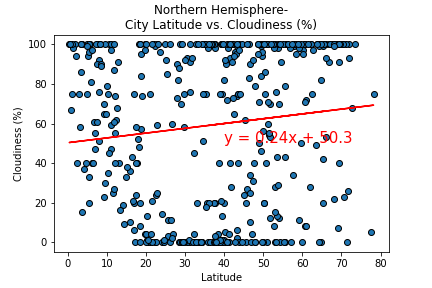 Northern Hemisphere-
City Latitude vs. Cloudiness (%)
100
80
60
40
20
0
Cloudiness (%)
y = 0.24x + 50.3
0 10 20 30 40 50 60 70 80
Latitude